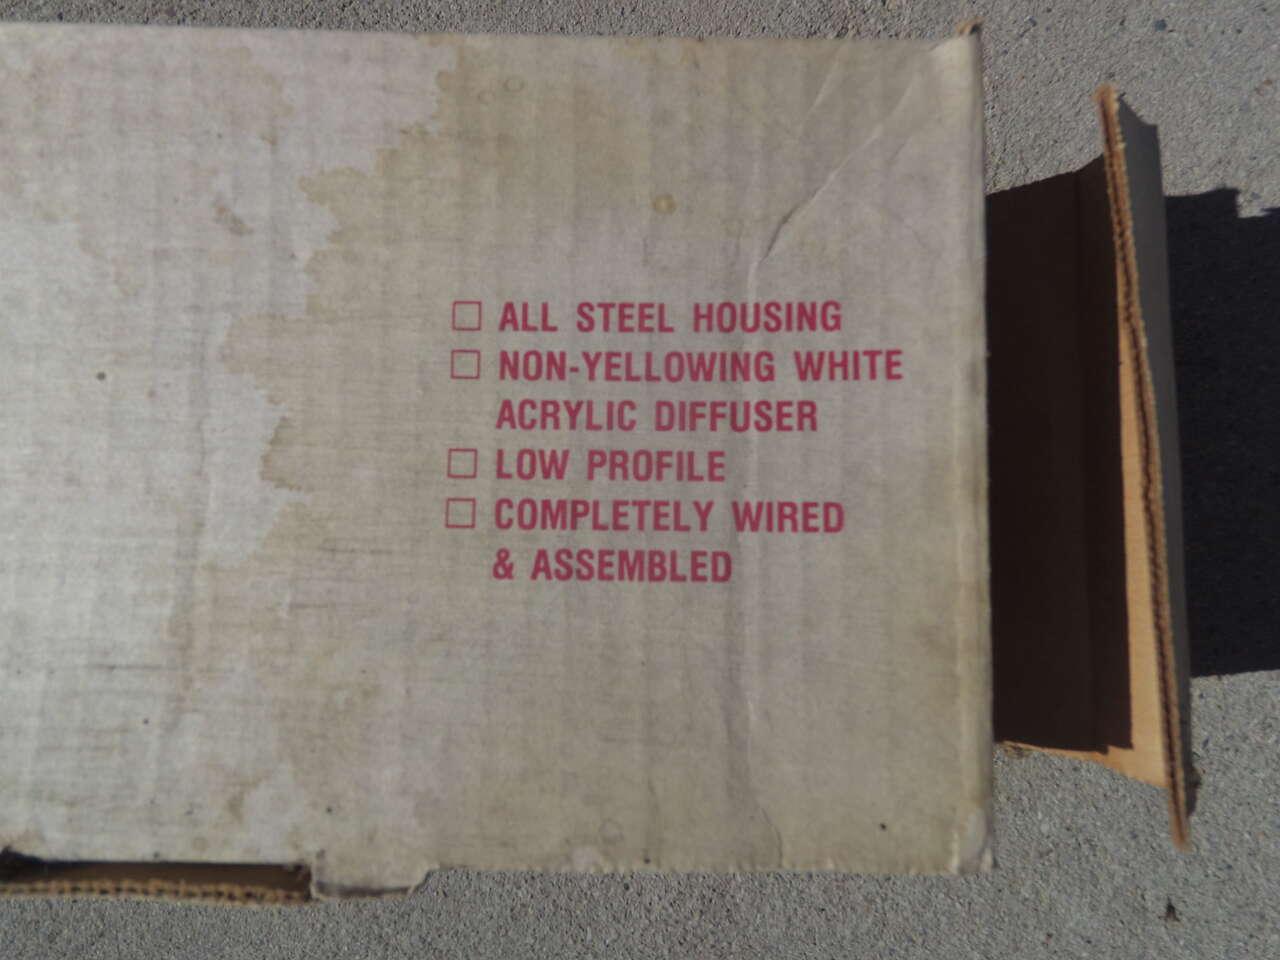 ☐ ALL STEEL HOUSING
☐ NON-YELLOWING WHITE
ACRYLIC DIFFUSER
☐ LOW PROFILE
☐ COMPLETELY WIRED
& ASSEMBLED